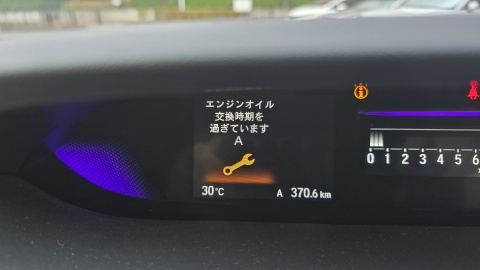 エンジンオイル
交換時期を
過ぎています
A
30℃ A 370.6 km
0 1 2 3 4 5 6